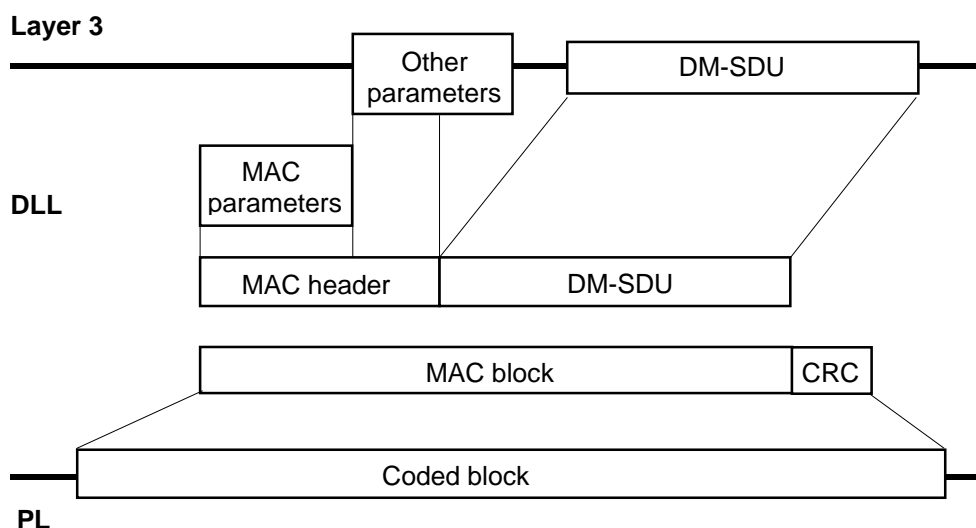 Layer 3
Other
parameters
DM-SDU
MAC
parameters
DLL
MAC header
DM-SDU
MAC block
CRC
Coded block
PL